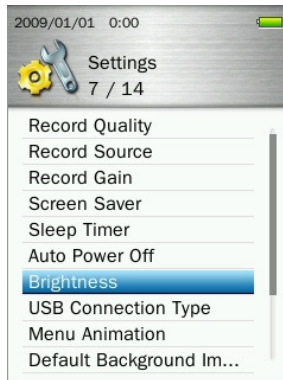 2009/01/01 0:00
Settings
7 / 14
Record Quality
Record Source
Record Gain
Screen Saver
Sleep Timer
Auto Power Off
Brightness
USB Connection Type
Menu Animation
Default Background Im...